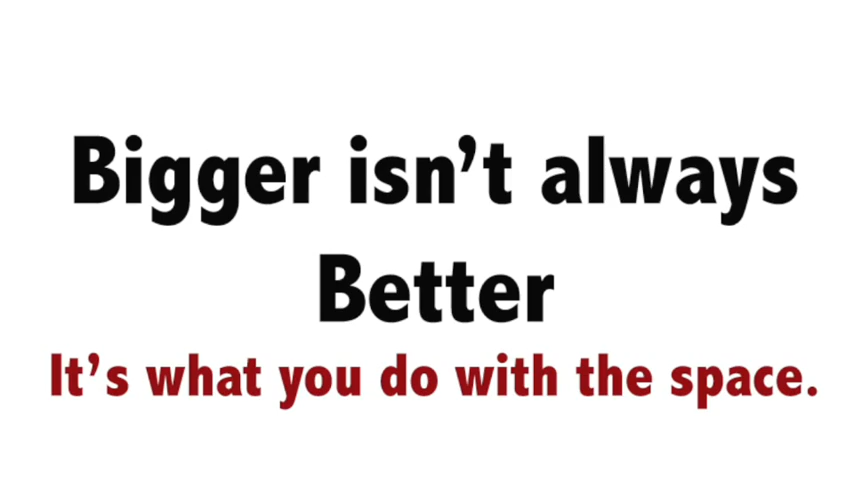 Bigger isn’t always
Better
It’s what you do with the space.